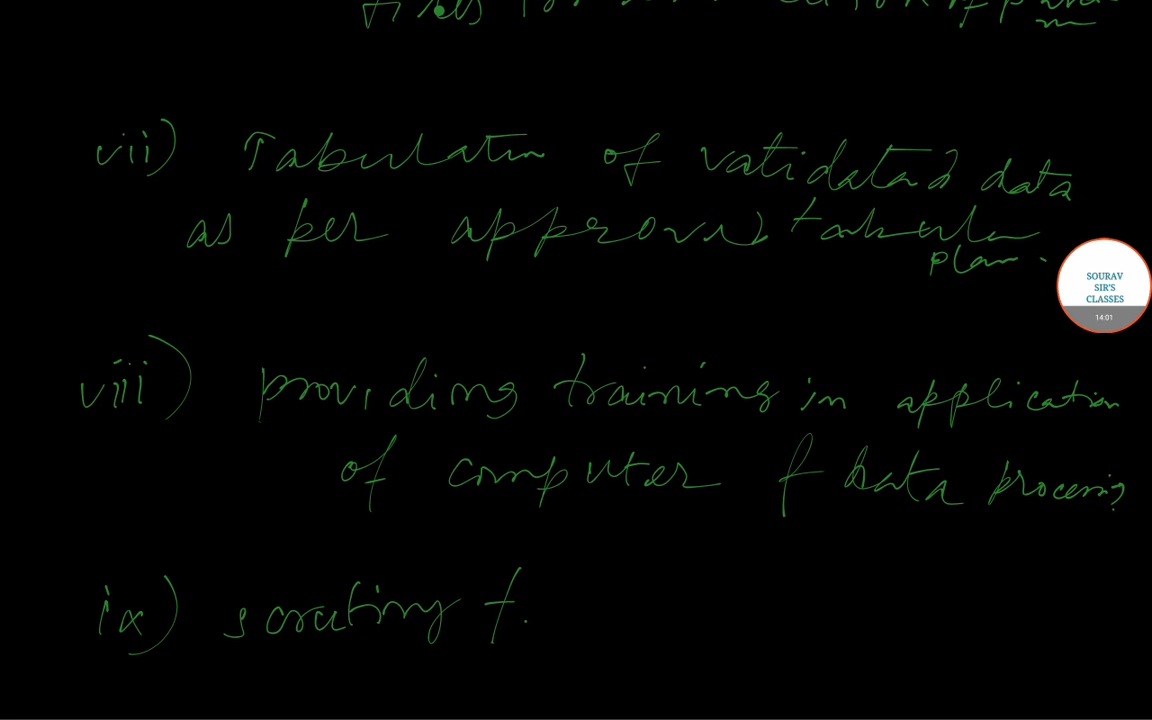 vii) Tabulation of validated data
as per approved tabula
plan.
viii) providing training in application
of computer f data processing
ix) scrutiny f.
SOURAV
SIR'S
CLASSES
14:01